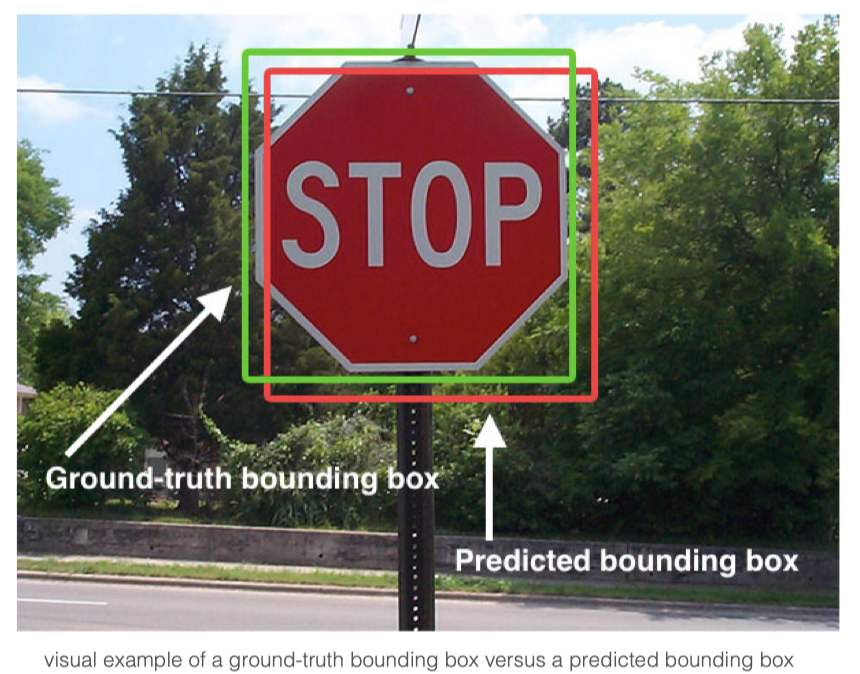 STOP
Ground-truth bounding box
Predicted bounding box
visual example of a ground-truth bounding box versus a predicted bounding box